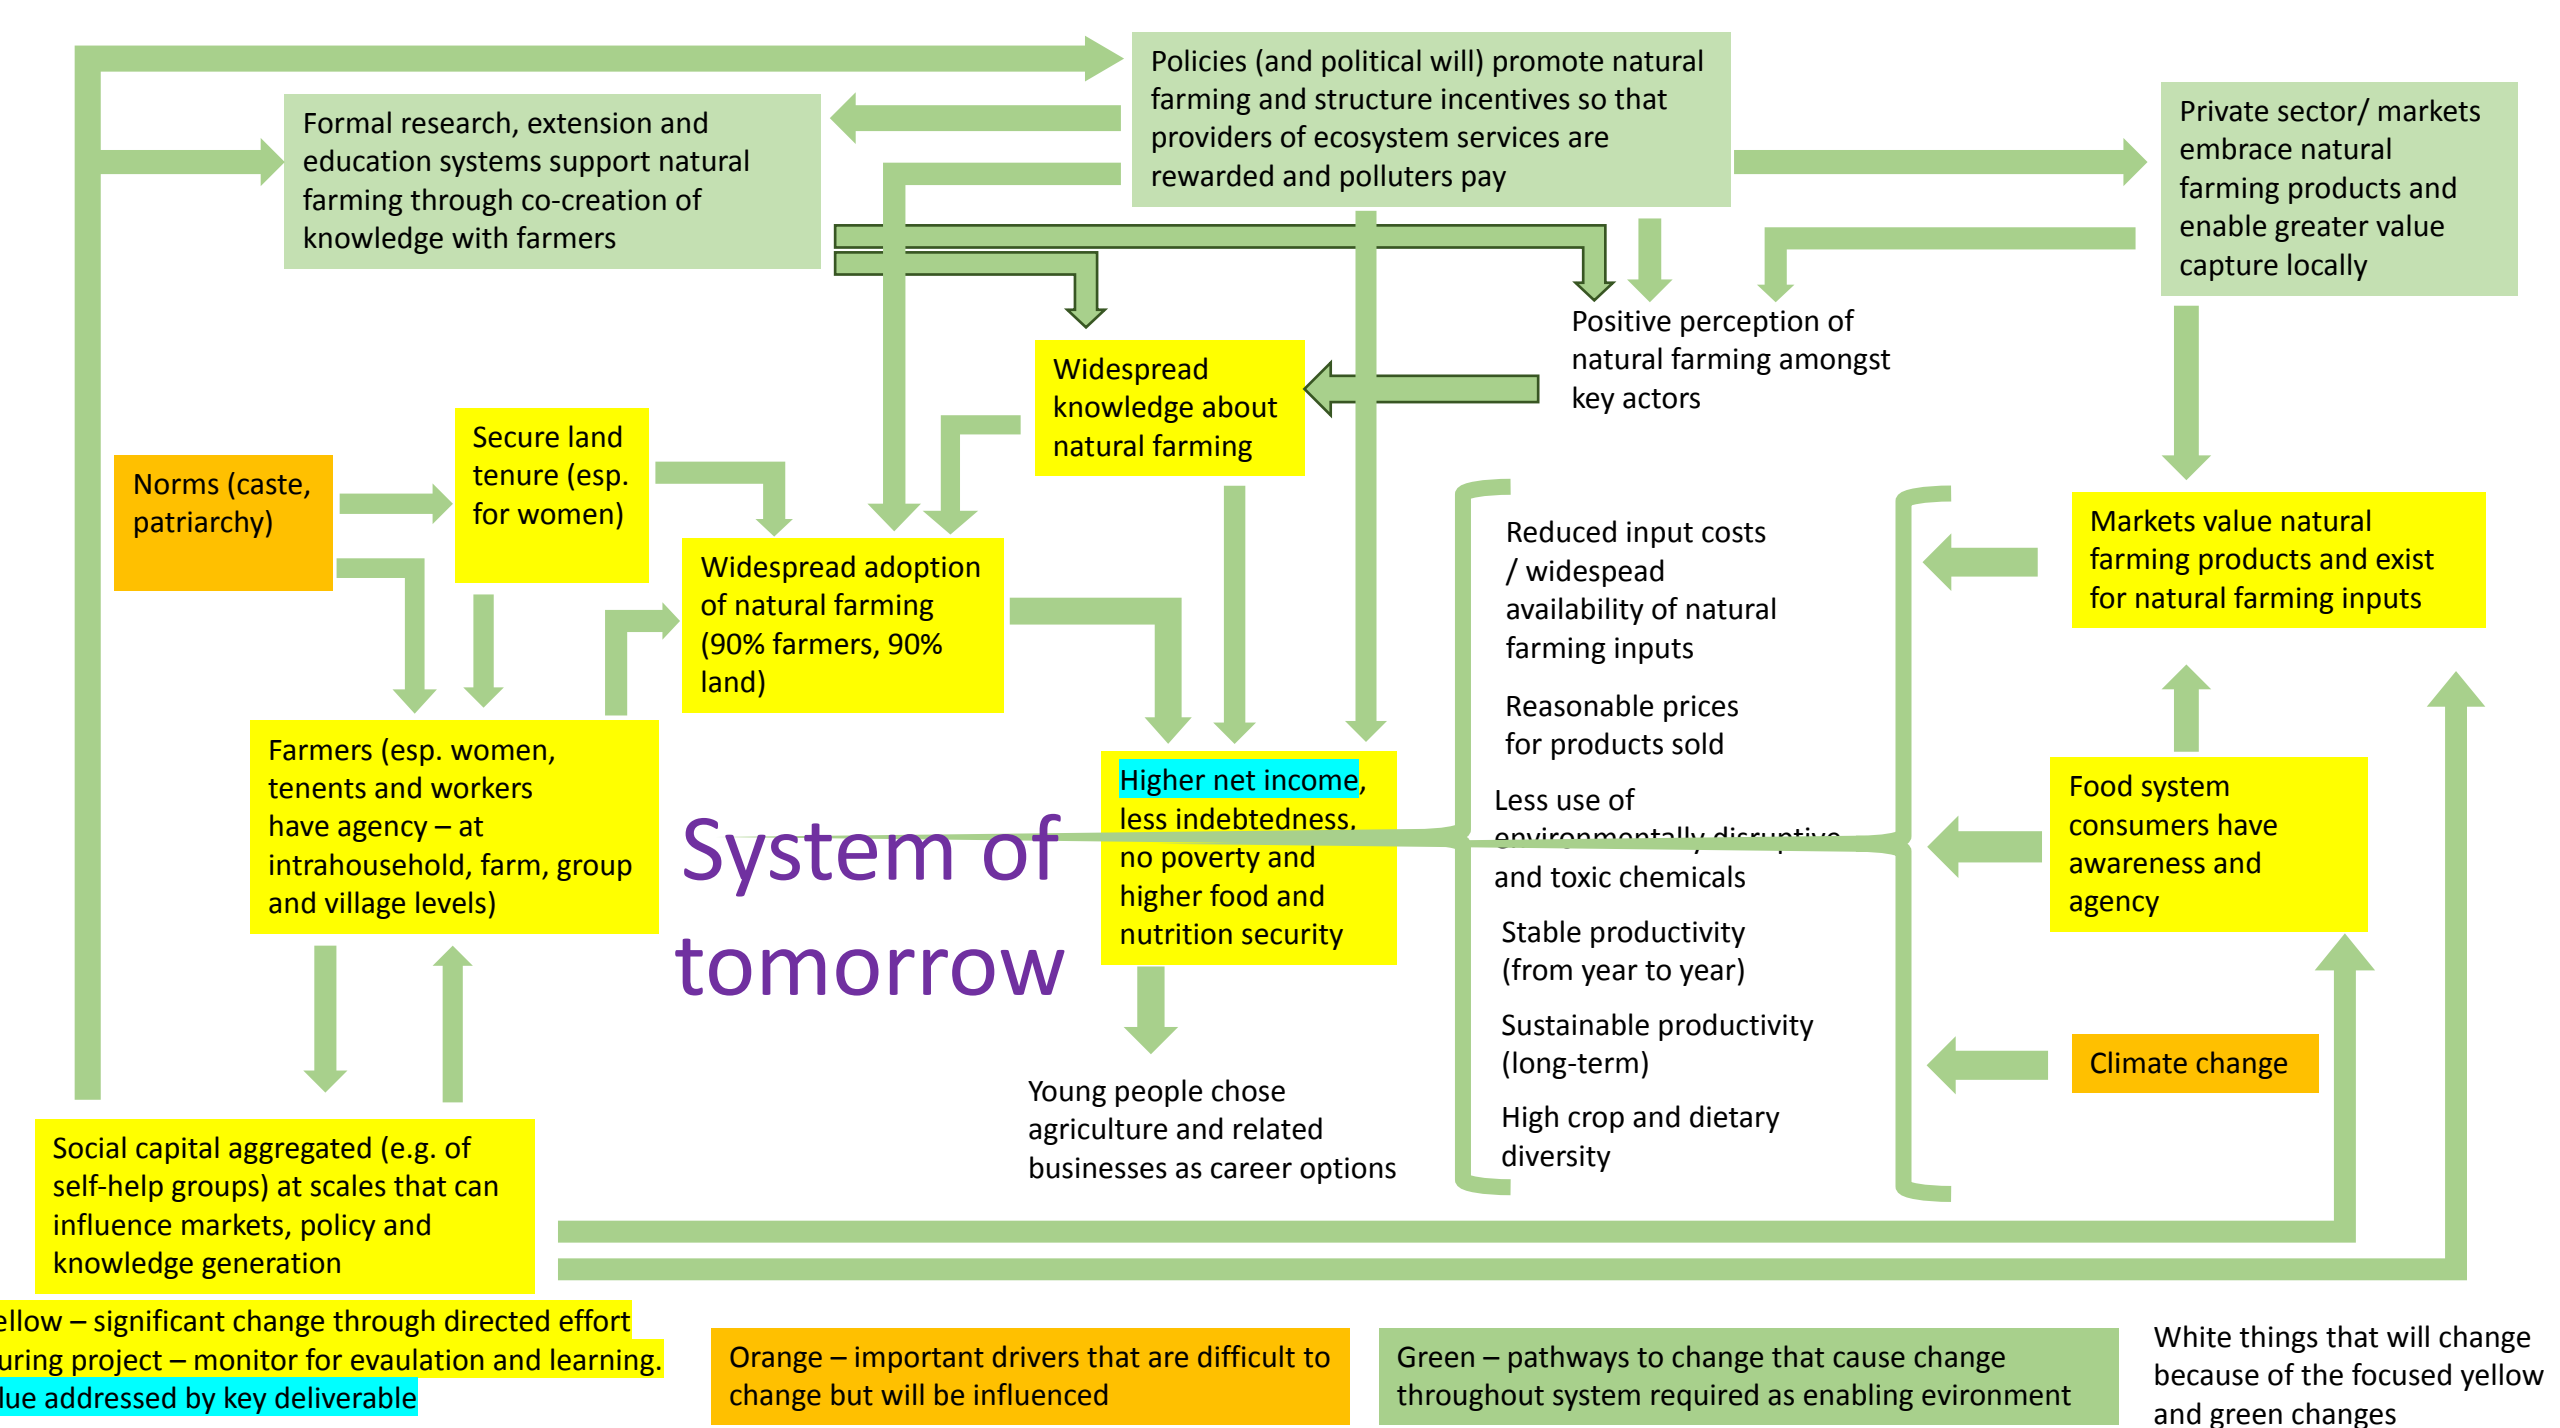 Policies (and political will) promote natural
farming and structure incentives so that
providers of ecosystem services are
rewarded and polluters pay
Formal research, extension and
education systems support natural
farming through co-creation of
knowledge with farmers
Private sector/ markets
embrace natural
farming products and
enable greater value
capture locally
Positive perception of
natural farming amongst
key actors
Widespread
knowledge about
natural farming
Secure land
tenure (esp.
for women)
Norms (caste,
patriarchy)
Widespread adoption
of natural farming
(90% farmers, 90%
land)
Reduced input costs
/ widespead
availability of natural
farming inputs
Reasonable prices
for products sold
Less use of
environmentally disruptive
and toxic chemicals
Stable productivity
(from year to year)
Sustainable productivity
(long-term)
High crop and dietary
diversity
Markets value natural
farming products and exist
for natural farming inputs
Farmers (esp. women,
tenents and workers
have agency – at
intrahousehold, farm, group
and village levels)
System of
tomorrow
Higher net income,
less indebtedness,
no poverty and
higher food and
nutrition security
Food system
consumers have
awareness and
agency
Climate change
Young people chose
agriculture and related
businesses as career options
Social capital aggregated (e.g. of
self-help groups) at scales that can
influence markets, policy and
knowledge generation
ellow – significant change through directed effort
uring project – monitor for evaulation and learning.
lue addressed by key deliverable
Orange – important drivers that are difficult to
change but will be influenced
Green – pathways to change that cause change
throughout system required as enabling evironment
White things that will change
because of the focused yellow
and green changes